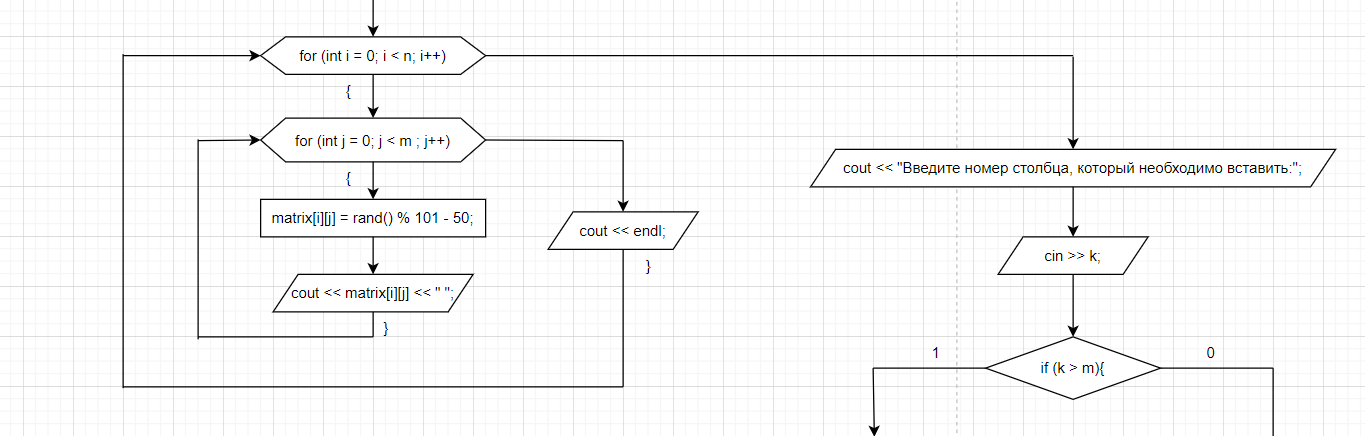 for (int i = 0; i < n; i++)
{
for (int j = 0; j < m ; j++)
{
matrix[i][j] = rand() % 101 - 50;
cout << matrix[i][j] << " ";
}
cout << endl;
}
cout << "Введите номер столбца, который необходимо вставить:";
cin >> k;
if (k > m){
1
0